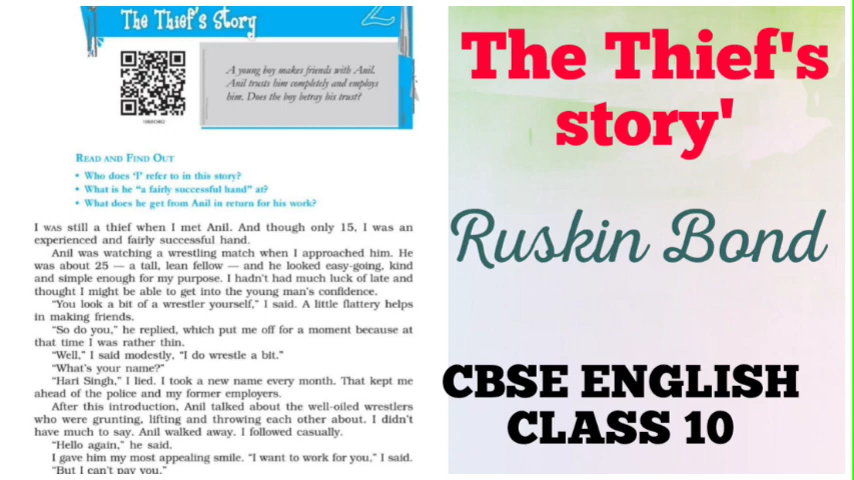 The Thief's Story
2
A young boy makes friends with Anil.
Anil trusts him completely and employs
him. Does the boy betray his trust?
READ AND FIND OUT
• Who does 'I' refer to in this story?
• What is he "a fairly successful hand" at?
• What does he get from Anil in return for his work?
I WAS still a thief when I met Anil. And though only 15, I was an
experienced and fairly successful hand.
Anil was watching a wrestling match when I approached him. He
was about 25 — a tall, lean fellow — and he looked easy-going, kind
and simple enough for my purpose. I hadn't had much luck of late and
thought I might be able to get into the young man's confidence.
"You look a bit of a wrestler yourself," I said. A little flattery helps
in making friends.
"So do you," he replied, which put me off for a moment because at
that time I was rather thin.
"Well," I said modestly, "I do wrestle a bit."
"What's your name?"
"Hari Singh," I lied. I took a new name every month. That kept me
ahead of the police and my former employers.
After this introduction, Anil talked about the well-oiled wrestlers
who were grunting, lifting and throwing each other about. I didn't
have much to say. Anil walked away. I followed casually.
"Hello again," he said.
I gave him my most appealing smile. "I want to work for you," I said.
"But I can't pay you."
The Thief's
story'
Ruskin Bond
CBSE ENGLISH
CLASS 10